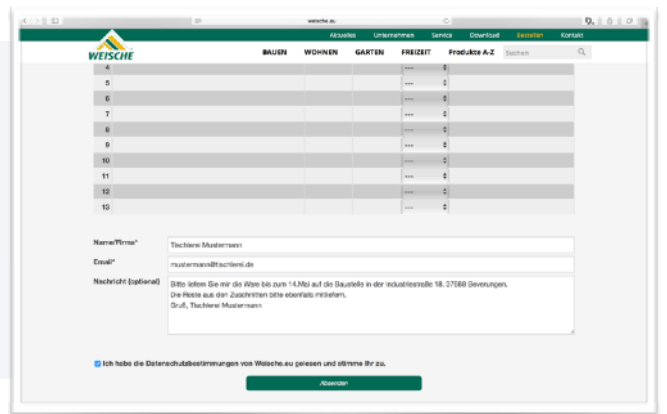 weische.eu
Aktuelles Unternehmen Service Download Bestellen Kontakt
WEISCHE
BAUEN WOHNEN GARTEN FREIZEIT Produkte A-Z Suchen
4 ---
5 ---
6 ---
7 ---
8 ---
9 ---
10 ---
11 ---
12 ---
13 ---
Name/Firma* Tischlerei Mustermann
Email* mustermann@tischlerei.de
Nachricht (optional) Bitte liefern Sie mir die Ware bis zum 14.Mai auf die Baustelle in der Industriestraße 18, 37688 Beverungen.
Die Reste aus den Zuschnitten bitte ebenfalls mitliefern.
Gruß, Tischlerei Mustermann
Ich habe die Datenschutzbestimmungen von Weische.eu gelesen und stimme ihr zu.
Absenden